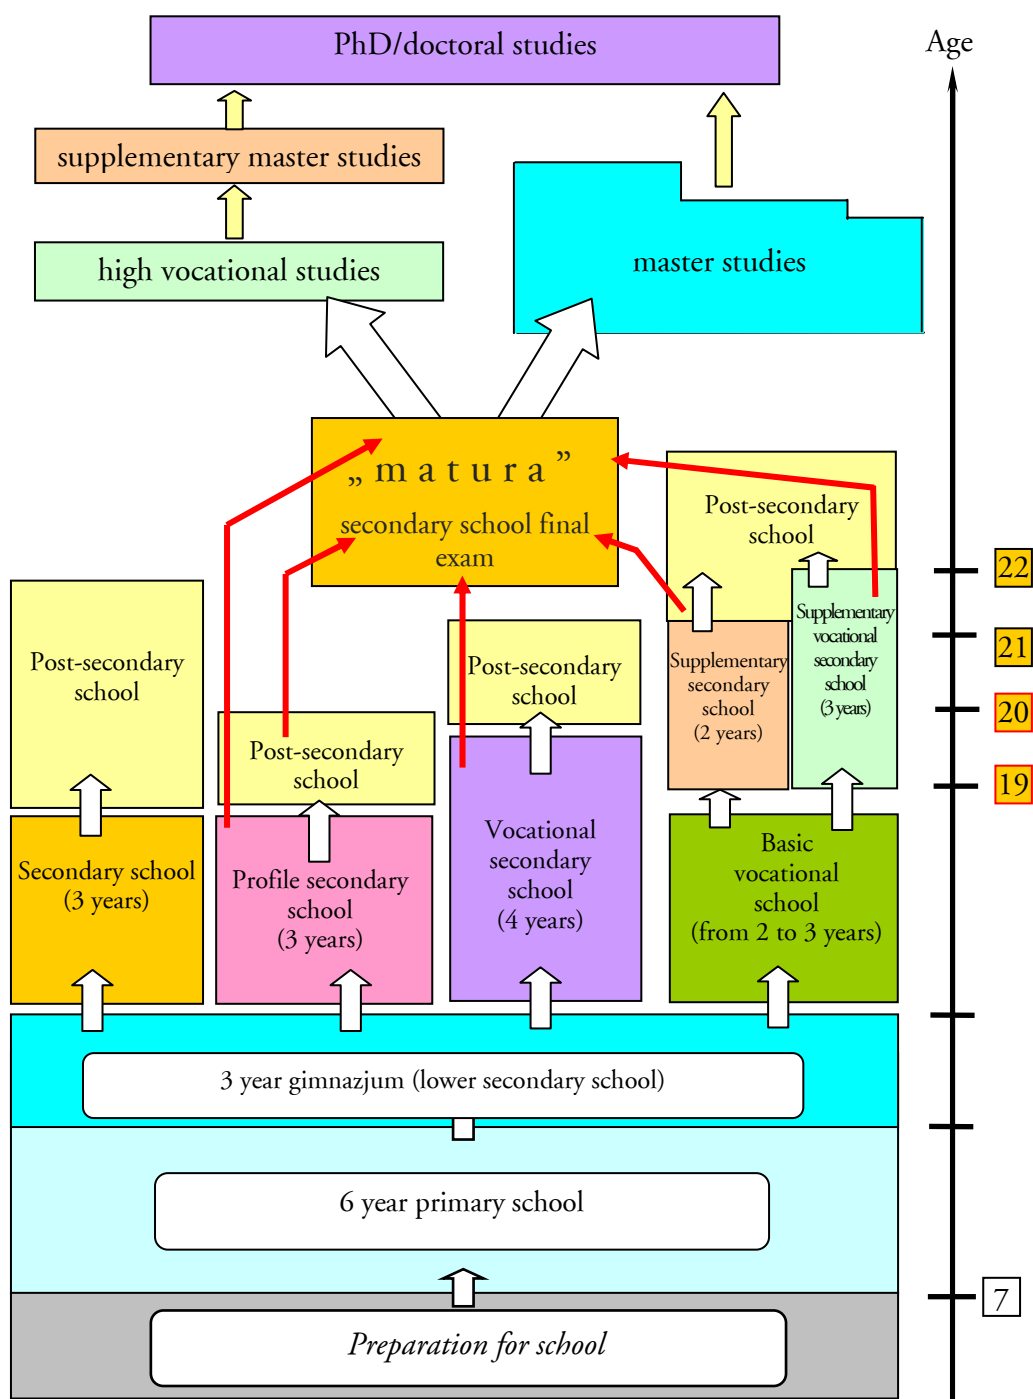 PhD/doctoral studies
Age
supplementary master studies
high vocational studies
master studies
„ m a t u r a ”
secondary school final
exam
Post-secondary
school
22
Supplementary
vocational
secondary
school
(3 years)
21
Supplementary
secondary
school
(2 years)
Post-secondary
school
Post-secondary
school
20
Post-secondary
school
19
Secondary school
(3 years)
Profile secondary
school
(3 years)
Vocational
secondary
school
(4 years)
Basic
vocational
school
(from 2 to 3 years)
3 year gimnazjum (lower secondary school)
6 year primary school
7
Preparation for school